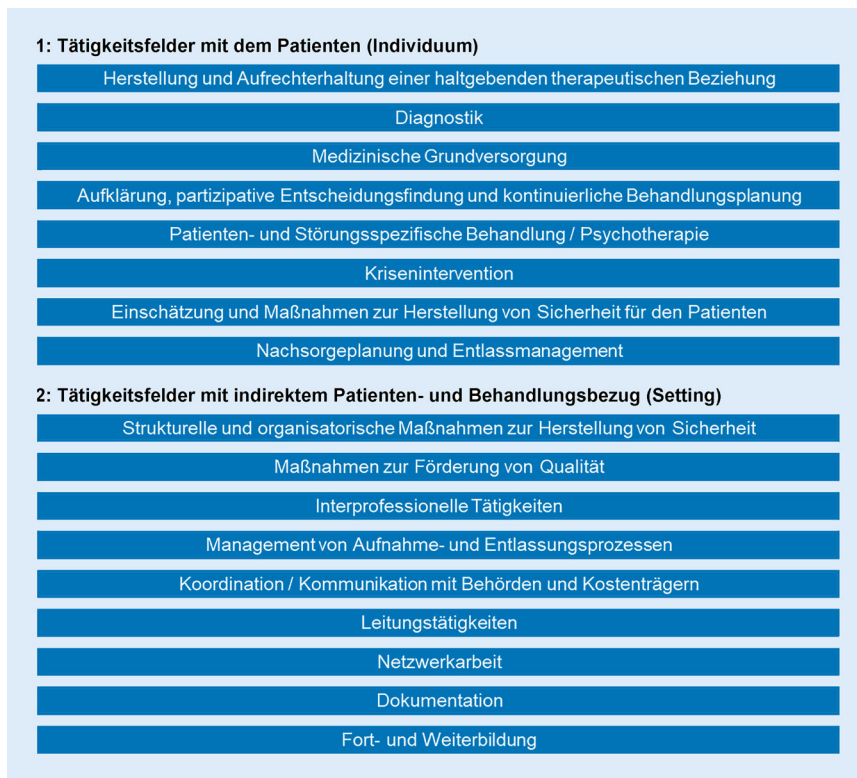 1: Tätigkeitsfelder mit dem Patienten (Individuum)
Herstellung und Aufrechterhaltung einer haltgebenden therapeutischen Beziehung
Diagnostik
Medizinische Grundversorgung
Aufklärung, partizipative Entscheidungsfindung und kontinuierliche Behandlungsplanung
Patienten- und Störungsspezifische Behandlung / Psychotherapie
Krisenintervention
Einschätzung und Maßnahmen zur Herstellung von Sicherheit für den Patienten
Nachsorgeplanung und Entlassmanagement
2: Tätigkeitsfelder mit indirektem Patienten- und Behandlungsbezug (Setting)
Strukturelle und organisatorische Maßnahmen zur Herstellung von Sicherheit
Maßnahmen zur Förderung von Qualität
Interprofessionelle Tätigkeiten
Management von Aufnahme- und Entlassungsprozessen
Koordination / Kommunikation mit Behörden und Kostenträgern
Leitungstätigkeiten
Netzwerkarbeit
Dokumentation
Fort- und Weiterbildung